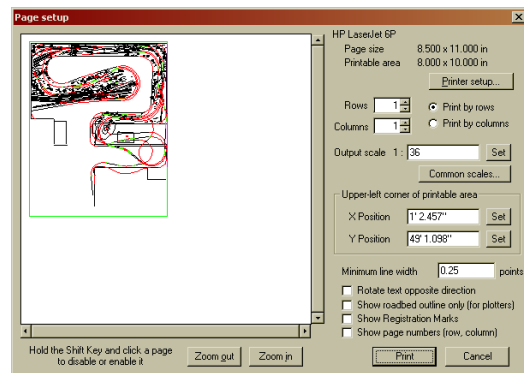 Page setup
HP LaserJet 6P
Page size 8.500 x 11.000 in
Printable area 8.000 x 10.000 in
Printer setup...
Rows 1 Print by rows
Columns 1 Print by columns
Output scale 1 : 36 Set
Common scales...
Upper-left corner of printable area
X Position 1' 2.457" Set
Y Position 49' 1.098" Set
Minimum line width 0.25 points
Rotate text opposite direction
Show roadbed outline only (for plotters)
Show Registration Marks
Show page numbers (row, column)
Hold the Shift Key and click a page
to disable or enable it
Zoom out Zoom in Print Cancel